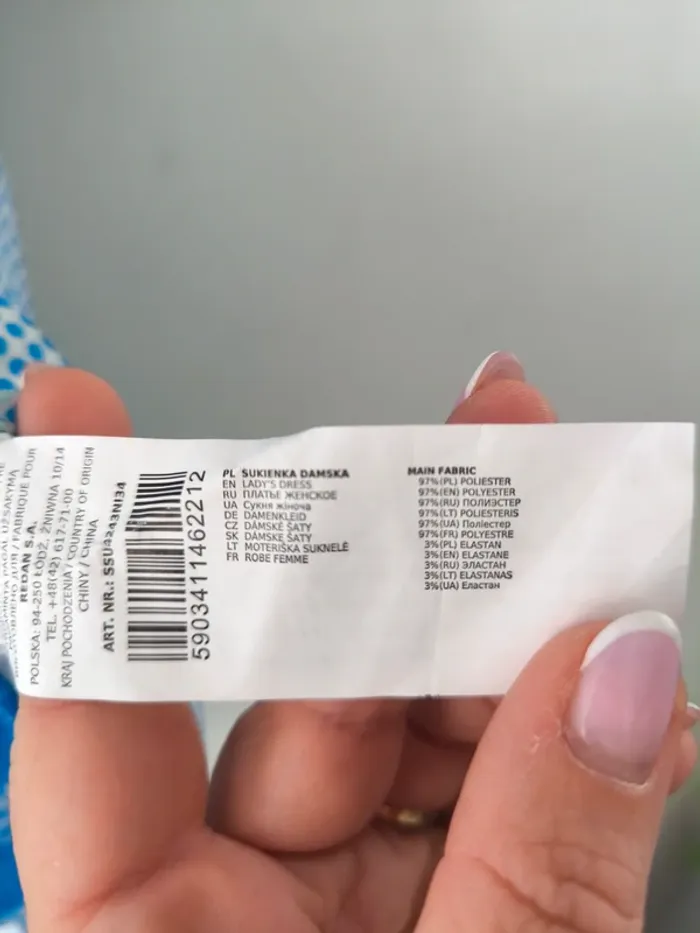 FABRIQUE POUR
REDAN S.A.
POLSKA: 94-250 ŁÓDŹ, ŻNIWNA 10/14
TEL. +48(42) 617-71-00
KRAJ POCHODZENIA / COUNTRY OF ORIGIN
CHINY / CHINA
ART. NR.: SSU4243NI34
5903411462212
PL SUKIENKA DAMSKA
EN LADY'S DRESS
RU ПЛАТЬЕ ЖЕНСКОЕ
UA Сукня жіноча
DE DAMENKLEID
CZ DÁMSKÉ ŠATY
SK DÁMSKE ŠATY
LT MOTERIŠKA SUKNELĖ
FR ROBE FEMME
MAIN FABRIC
97%(PL) POLIESTER
97%(EN) POLYESTER
97%(RU) ПОЛИЭСТЕР
97%(LT) POLIESTERIS
97%(UA) Поліестер
97%(FR) POLYESTRE
3%(PL) ELASTAN
3%(EN) ELASTANE
3%(RU) ЭЛАСТАН
3%(LT) ELASTANAS
3%(UA) Еластан